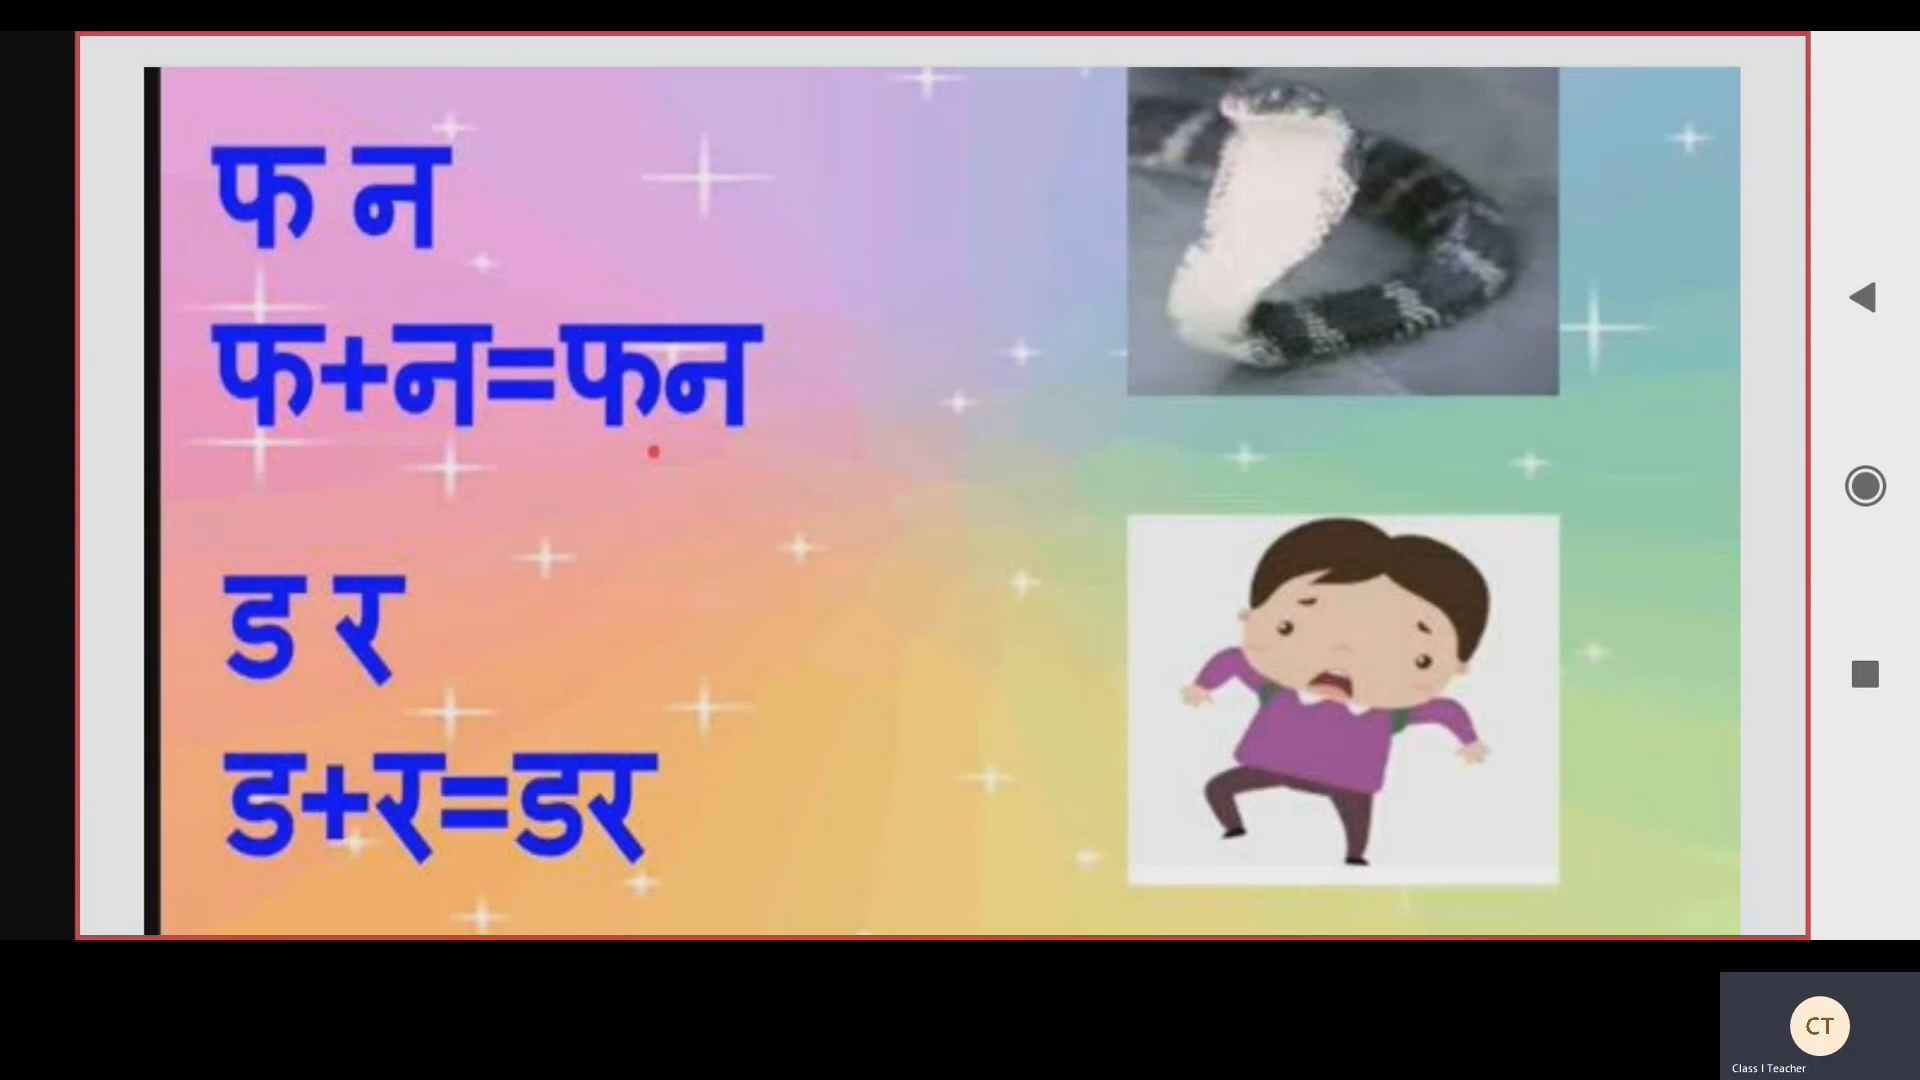 फ न
फ+न=फन
ड र
ड+र=डर
CT
Class I Teacher